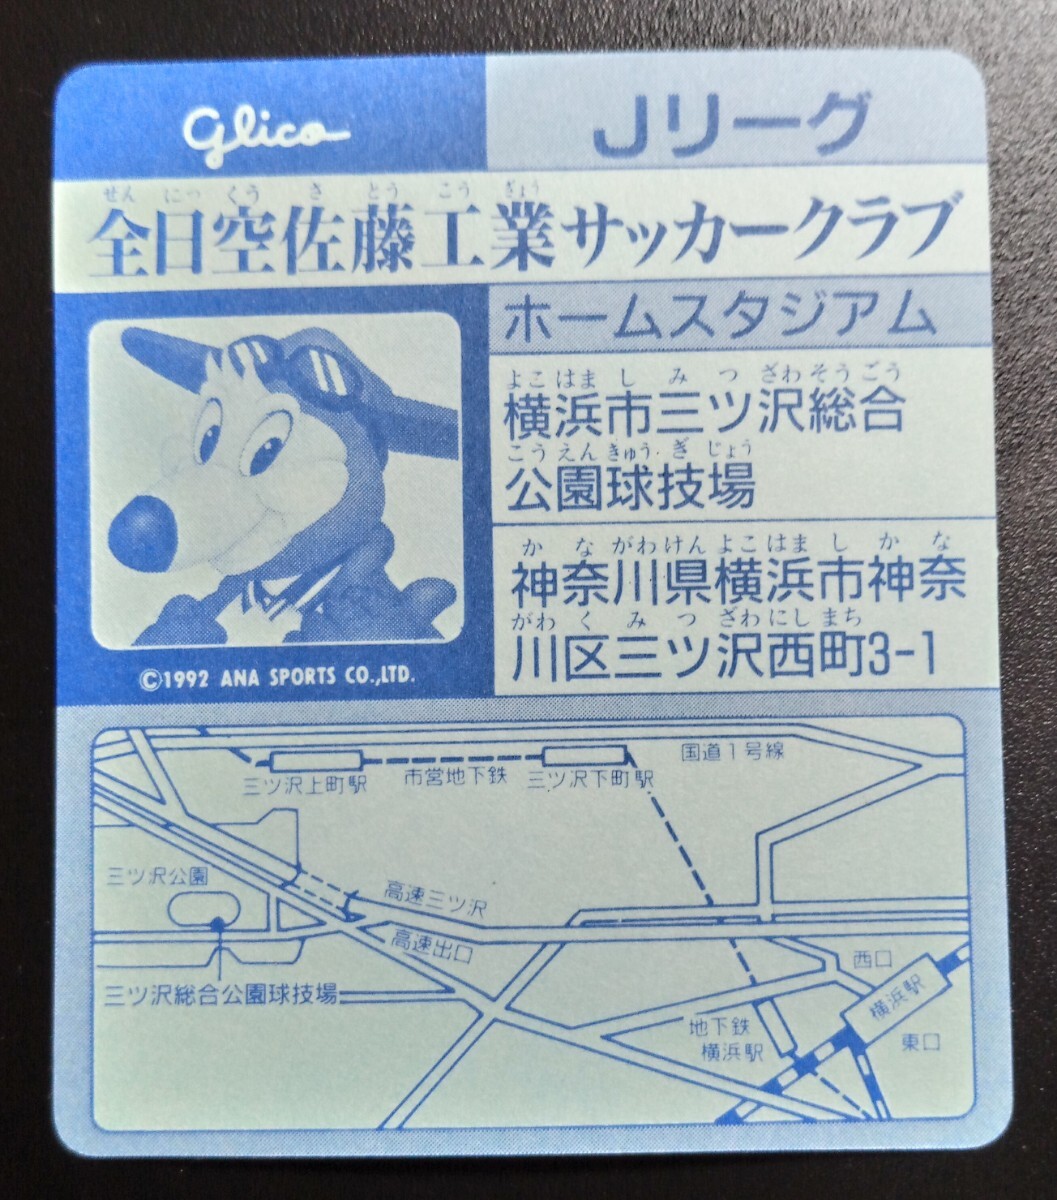 glico
Jリーグ
せん にっ くう さ とう こう ぎょう
全日空佐藤工業サッカークラブ
ホームスタジアム
よこ はま し み つ ざわ そう ごう
横浜市三ツ沢総合
こう えん きゅう ぎ じょう
公園球技場
か な がわ けん よこ はま し か な
神奈川県横浜市神奈
がわ く み つ ざわ にし まち
川区三ツ沢西町3-1
©1992 ANA SPORTS CO.,LTD.
国道1号線
三ツ沢上町駅
市営地下鉄
三ツ沢下町駅
三ツ沢公園
高速三ツ沢
高速出口
三ツ沢総合公園球技場
西口
横浜駅
東口
地下鉄
横浜駅